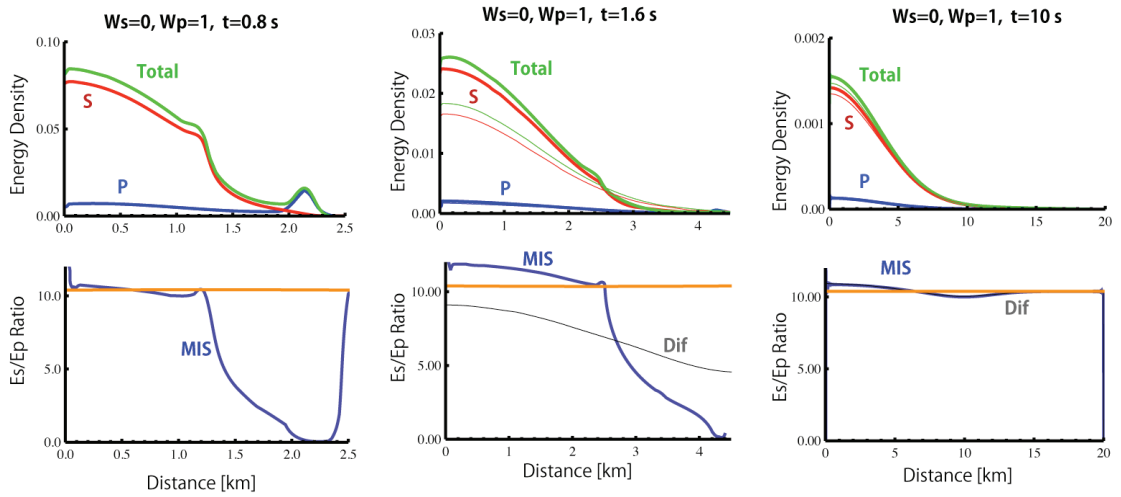 Ws=0, Wp=1, t=0.8 s
0.10
0.05
0.00
Energy Density
Total
S
P
0.0 0.5 1.0 1.5 2.0 2.5
Ws=0, Wp=1, t=1.6 s
0.03
0.02
0.01
0.00
Energy Density
Total
S
P
0 1 2 3 4
Ws=0, Wp=1, t=10 s
0.002
0.001
0.000
Energy Density
Total
S
P
0 5 10 15 20
10.0
5.00
0.00
Es/Ep Ratio
MIS
0.0 0.5 1.0 1.5 2.0 2.5
Distance [km]
10.0
5.00
0.00
Es/Ep Ratio
MIS
Dif
0 1 2 3 4
Distance [km]
10.0
5.00
0.00
Es/Ep Ratio
MIS
Dif
0 5 10 15 20
Distance [km]